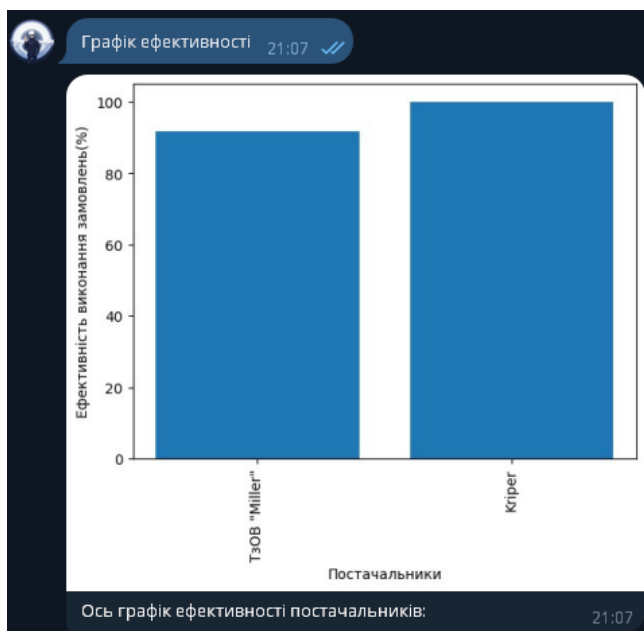 Графік ефективності 21:07
100
80
60
40
20
0
Ефективність виконання замовлень(%)
ТзОВ "Miller"
Kriper
Постачальники
Ось графік ефективності постачальників: 21:07